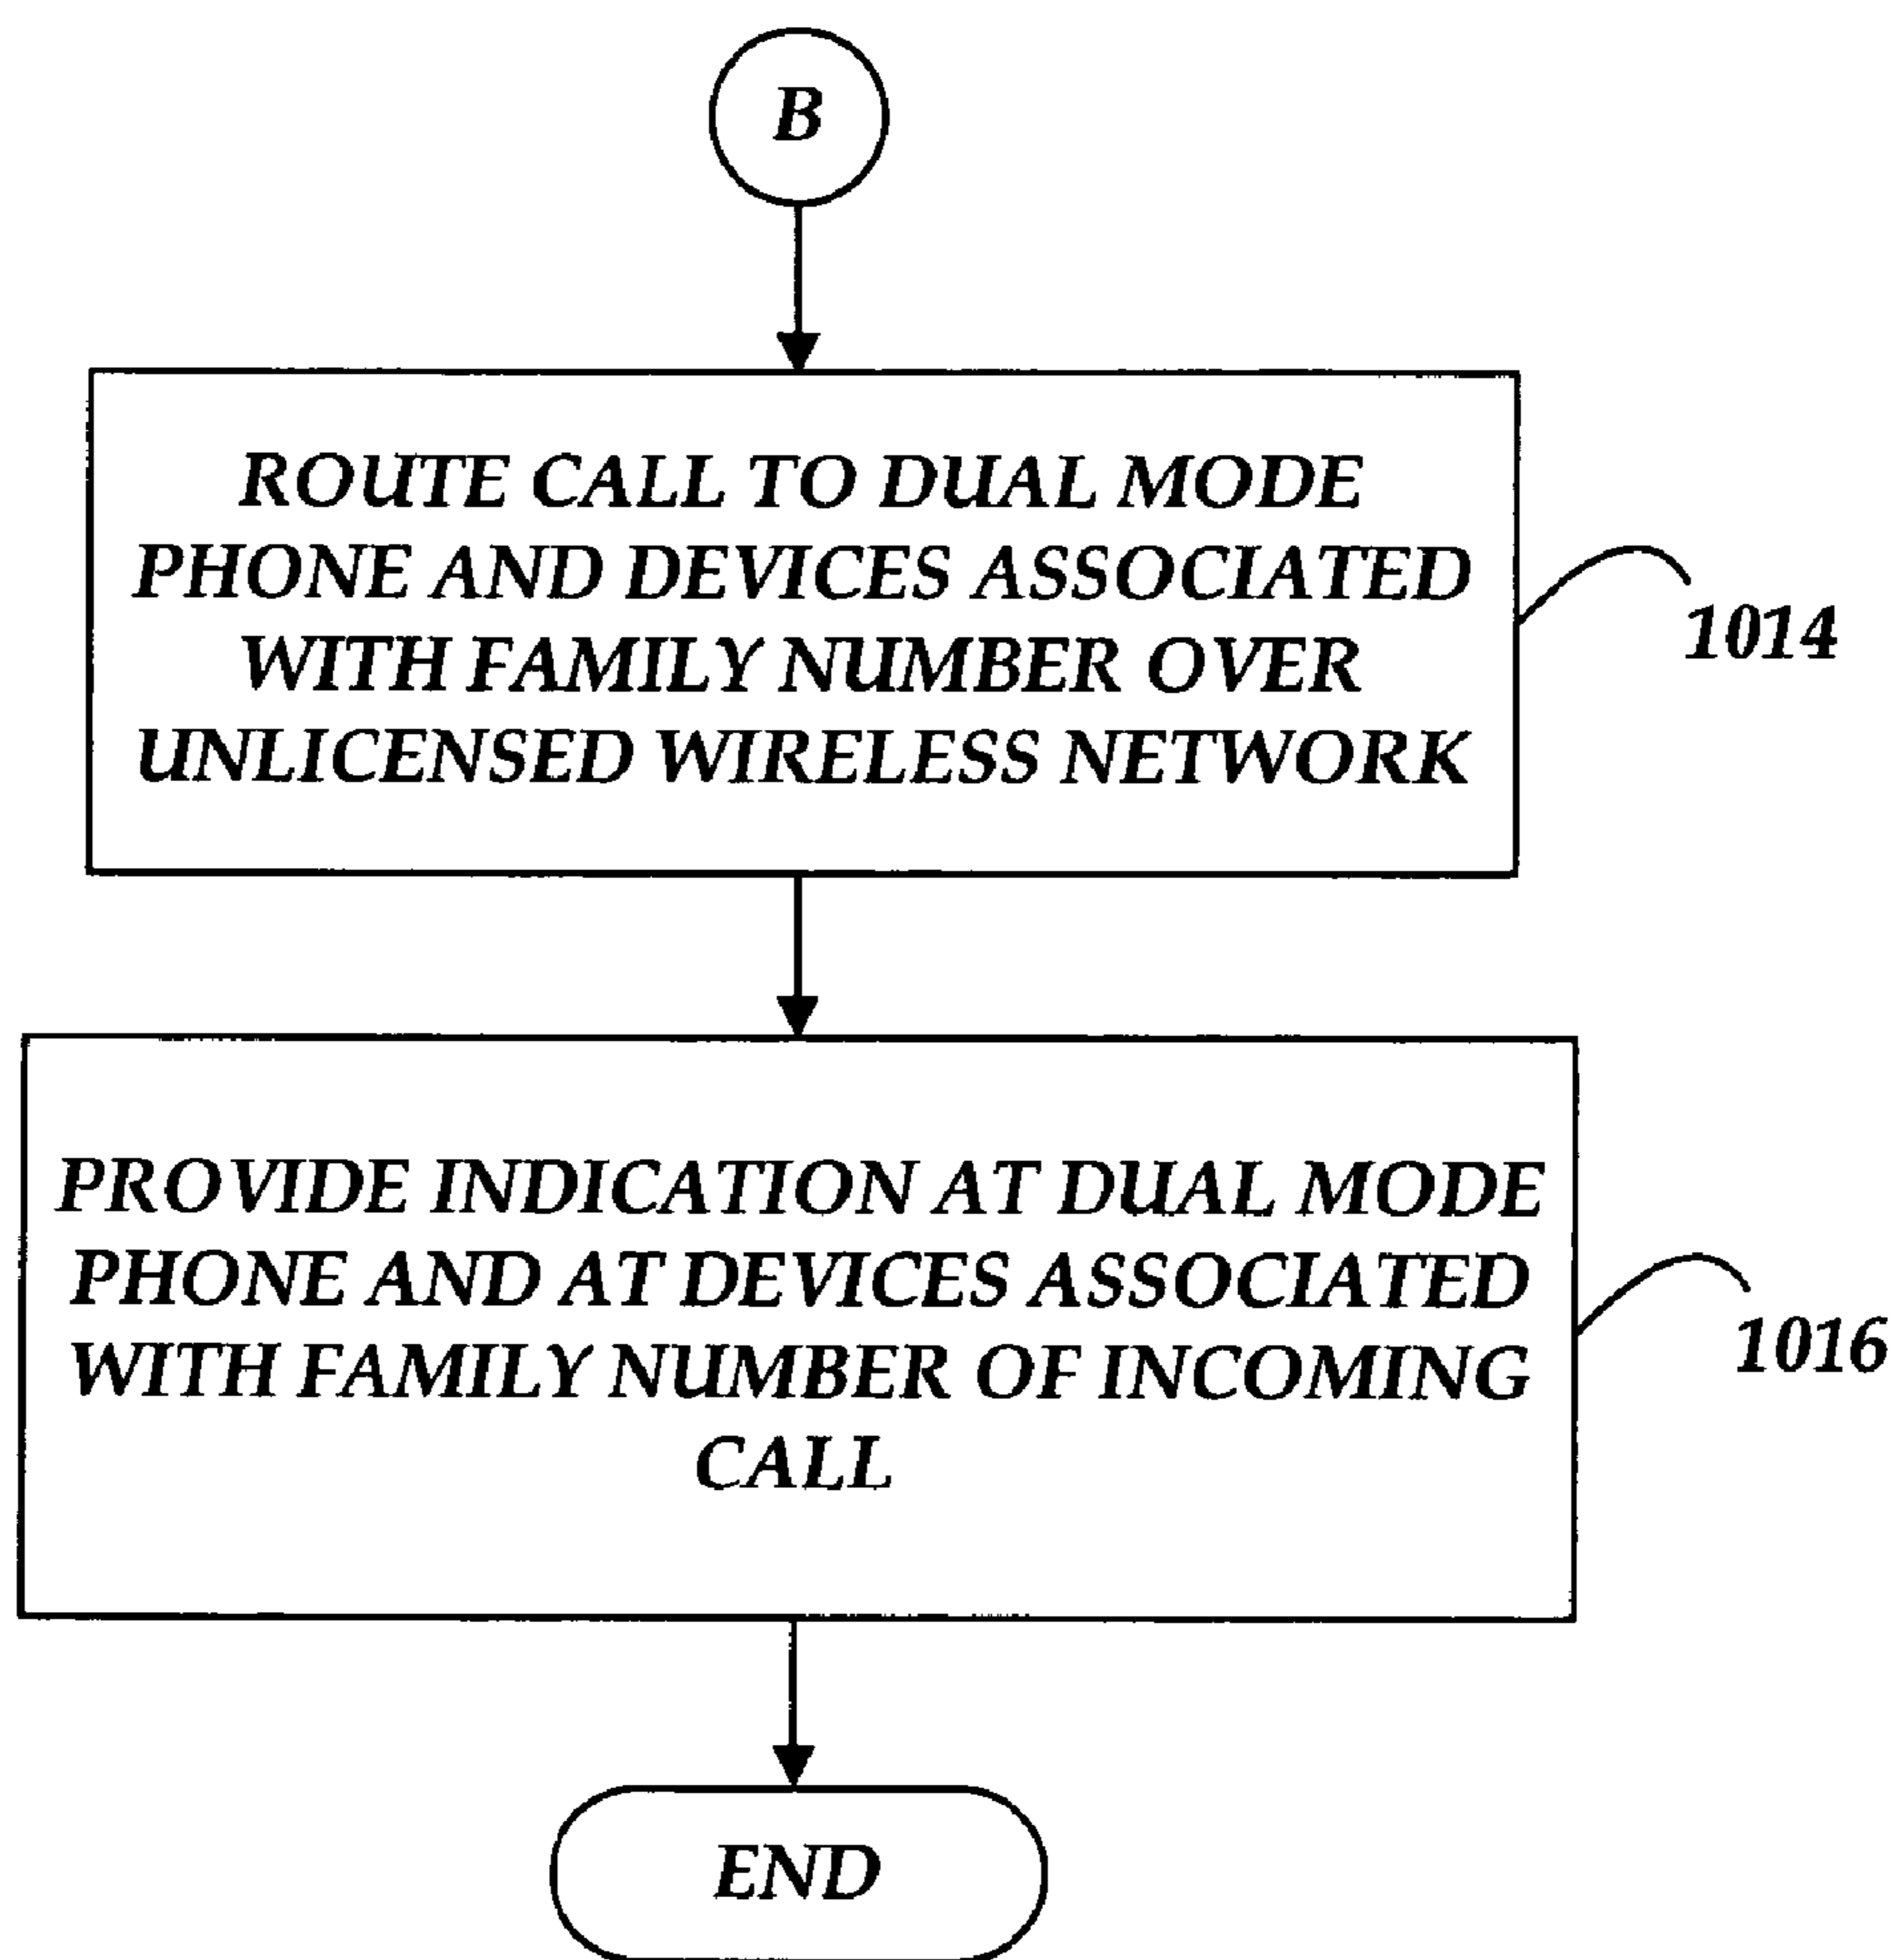 B
ROUTE CALL TO DUAL MODE
PHONE AND DEVICES ASSOCIATED
WITH FAMILY NUMBER OVER
UNLICENSED WIRELESS NETWORK
1014
PROVIDE INDICATION AT DUAL MODE
PHONE AND AT DEVICES ASSOCIATED
WITH FAMILY NUMBER OF INCOMING
CALL
1016
END